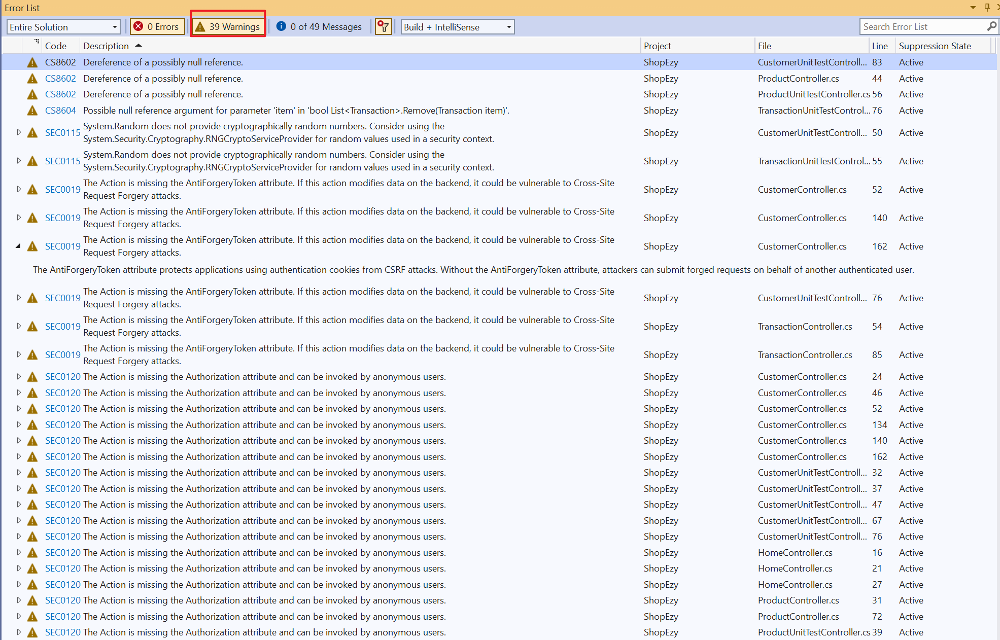 Error List
Entire Solution 0 Errors 39 Warnings 0 of 49 Messages Build + IntelliSense Search Error List
Code Description Project File Line Suppression State
CS8602 Dereference of a possibly null reference. ShopEzy CustomerUnitTestControll... 83 Active
CS8602 Dereference of a possibly null reference. ShopEzy ProductController.cs 44 Active
CS8602 Dereference of a possibly null reference. ShopEzy ProductUnitTestController.cs 56 Active
CS8604 Possible null reference argument for parameter 'item' in 'bool List<Transaction>.Remove(Transaction item)'. ShopEzy TransactionUnitTestControl... 76 Active
System.Random does not provide cryptographically random numbers. Consider using the
SEC0115 System.Security.Cryptography.RNGCryptoServiceProvider for random values used in a security context. ShopEzy CustomerUnitTestControll... 50 Active
System.Random does not provide cryptographically random numbers. Consider using the
SEC0115 System.Security.Cryptography.RNGCryptoServiceProvider for random values used in a security context. ShopEzy TransactionUnitTestControl... 55 Active
The Action is missing the AntiForgeryToken attribute. If this action modifies data on the backend, it could be vulnerable to Cross-Site
SEC0019 Request Forgery attacks. ShopEzy CustomerController.cs 52 Active
The Action is missing the AntiForgeryToken attribute. If this action modifies data on the backend, it could be vulnerable to Cross-Site
SEC0019 Request Forgery attacks. ShopEzy CustomerController.cs 140 Active
The Action is missing the AntiForgeryToken attribute. If this action modifies data on the backend, it could be vulnerable to Cross-Site
SEC0019 Request Forgery attacks. ShopEzy CustomerController.cs 162 Active
The AntiForgeryToken attribute protects applications using authentication cookies from CSRF attacks. Without the AntiForgeryToken attribute, attackers can submit forged requests on behalf of another authenticated user.
The Action is missing the AntiForgeryToken attribute. If this action modifies data on the backend, it could be vulnerable to Cross-Site
SEC0019 Request Forgery attacks. ShopEzy CustomerUnitTestControll... 76 Active
The Action is missing the AntiForgeryToken attribute. If this action modifies data on the backend, it could be vulnerable to Cross-Site
SEC0019 Request Forgery attacks. ShopEzy TransactionController.cs 54 Active
The Action is missing the AntiForgeryToken attribute. If this action modifies data on the backend, it could be vulnerable to Cross-Site
SEC0019 Request Forgery attacks. ShopEzy TransactionController.cs 85 Active
SEC0120 The Action is missing the Authorization attribute and can be invoked by anonymous users. ShopEzy CustomerController.cs 24 Active
SEC0120 The Action is missing the Authorization attribute and can be invoked by anonymous users. ShopEzy CustomerController.cs 46 Active
SEC0120 The Action is missing the Authorization attribute and can be invoked by anonymous users. ShopEzy CustomerController.cs 52 Active
SEC0120 The Action is missing the Authorization attribute and can be invoked by anonymous users. ShopEzy CustomerController.cs 134 Active
SEC0120 The Action is missing the Authorization attribute and can be invoked by anonymous users. ShopEzy CustomerController.cs 140 Active
SEC0120 The Action is missing the Authorization attribute and can be invoked by anonymous users. ShopEzy CustomerController.cs 162 Active
SEC0120 The Action is missing the Authorization attribute and can be invoked by anonymous users. ShopEzy CustomerUnitTestControll... 32 Active
SEC0120 The Action is missing the Authorization attribute and can be invoked by anonymous users. ShopEzy CustomerUnitTestControll... 37 Active
SEC0120 The Action is missing the Authorization attribute and can be invoked by anonymous users. ShopEzy CustomerUnitTestControll... 47 Active
SEC0120 The Action is missing the Authorization attribute and can be invoked by anonymous users. ShopEzy CustomerUnitTestControll... 67 Active
SEC0120 The Action is missing the Authorization attribute and can be invoked by anonymous users. ShopEzy CustomerUnitTestControll... 76 Active
SEC0120 The Action is missing the Authorization attribute and can be invoked by anonymous users. ShopEzy HomeController.cs 16 Active
SEC0120 The Action is missing the Authorization attribute and can be invoked by anonymous users. ShopEzy HomeController.cs 21 Active
SEC0120 The Action is missing the Authorization attribute and can be invoked by anonymous users. ShopEzy HomeController.cs 27 Active
SEC0120 The Action is missing the Authorization attribute and can be invoked by anonymous users. ShopEzy ProductController.cs 31 Active
SEC0120 The Action is missing the Authorization attribute and can be invoked by anonymous users. ShopEzy ProductController.cs 72 Active
SEC0120 The Action is missing the Authorization attribute and can be invoked by anonymous users. ShopEzy ProductUnitTestController.cs 39 Active